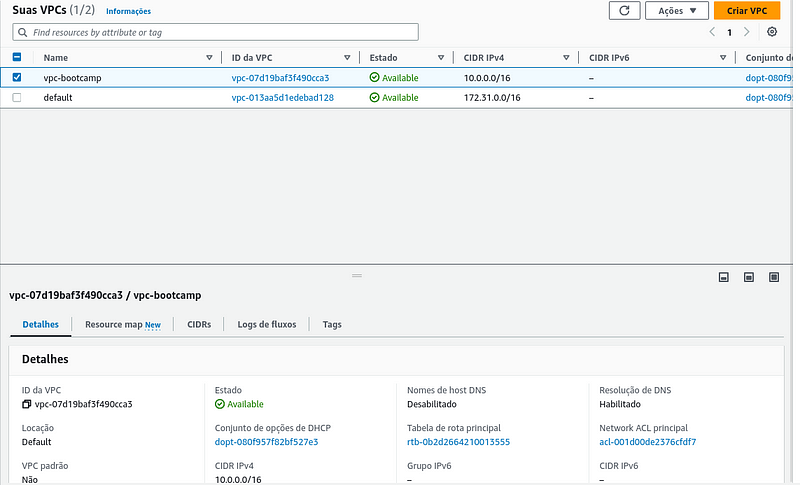 Suas VPCs (1/2) Informações
Ações ▼ Criar VPC
Find resources by attribute or tag
< 1 >
Name ID da VPC Estado CIDR IPv4 CIDR IPv6 Conjunto d
vpc-bootcamp vpc-07d19baf3f490cca3 Available 10.0.0.0/16 – dopt-080f9
default vpc-013aa5d1edebad128 Available 172.31.0.0/16 – dopt-080f9
vpc-07d19baf3f490cca3 / vpc-bootcamp
Detalhes Resource map New CIDRs Logs de fluxos Tags
Detalhes
ID da VPC Estado Nomes de host DNS Resolução de DNS
vpc-07d19baf3f490cca3 Available Desabilitado Habilitado
Locação Conjunto de opções de DHCP Tabela de rota principal Network ACL principal
Default dopt-080f957f82bf527e3 rtb-0b2d2664210013555 acl-001d00de2376cfdf7
VPC padrão CIDR IPv4 Grupo IPv6 CIDR IPv6
Não 10.0.0.0/16 – –